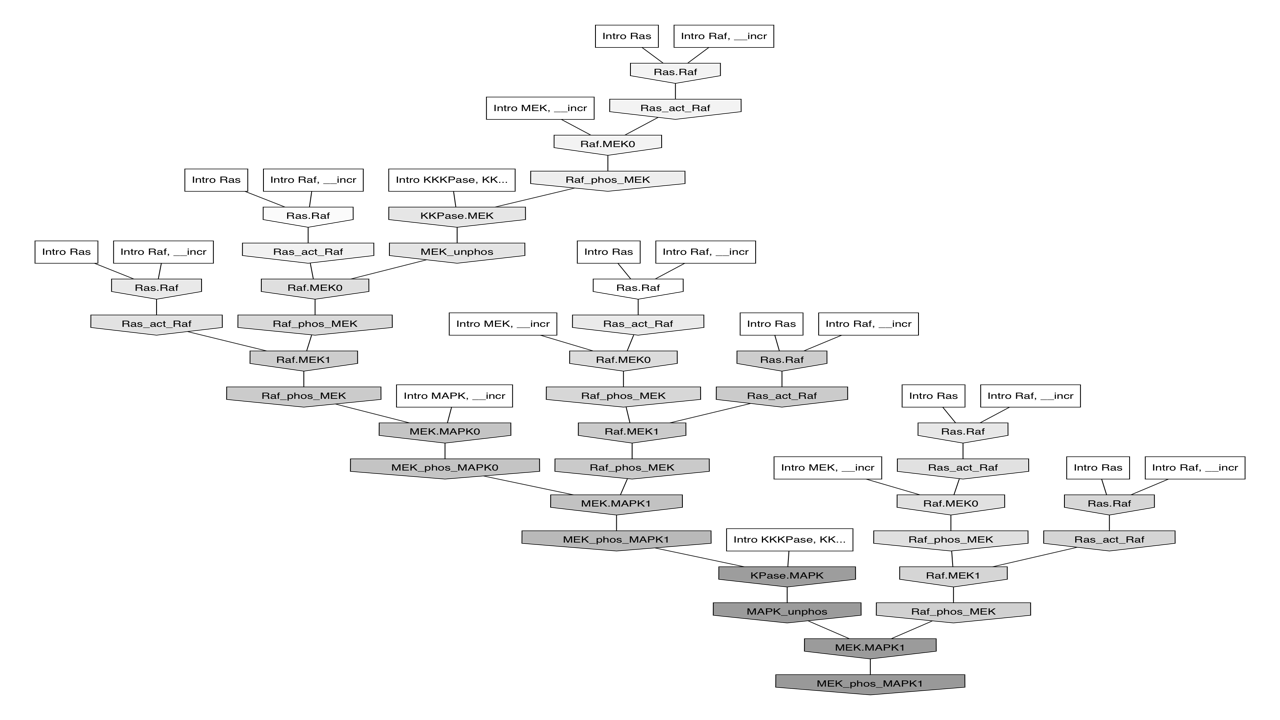 Intro Ras
Intro Raf, __incr
Ras.Raf
Intro MEK, __incr
Ras_act_Raf
Raf.MEK0
Intro Ras
Intro Raf, __incr
Intro KKKPase, KK...
Raf_phos_MEK
Ras.Raf
KKPase.MEK
Intro Ras
Intro Raf, __incr
Ras_act_Raf
MEK_unphos
Intro Ras
Intro Raf, __incr
Ras.Raf
Raf.MEK0
Ras.Raf
Ras_act_Raf
Raf_phos_MEK
Intro MEK, __incr
Ras_act_Raf
Intro Ras
Intro Raf, __incr
Raf.MEK1
Raf.MEK0
Ras.Raf
Raf_phos_MEK
Intro MAPK, __incr
Raf_phos_MEK
Ras_act_Raf
Intro Ras
Intro Raf, __incr
MEK.MAPK0
Raf.MEK1
Ras.Raf
MEK_phos_MAPK0
Raf_phos_MEK
Intro MEK, __incr
Ras_act_Raf
Intro Ras
Intro Raf, __incr
MEK.MAPK1
Raf.MEK0
Ras.Raf
MEK_phos_MAPK1
Intro KKKPase, KK...
Raf_phos_MEK
Ras_act_Raf
KPase.MAPK
Raf.MEK1
MAPK_unphos
Raf_phos_MEK
MEK.MAPK1
MEK_phos_MAPK1